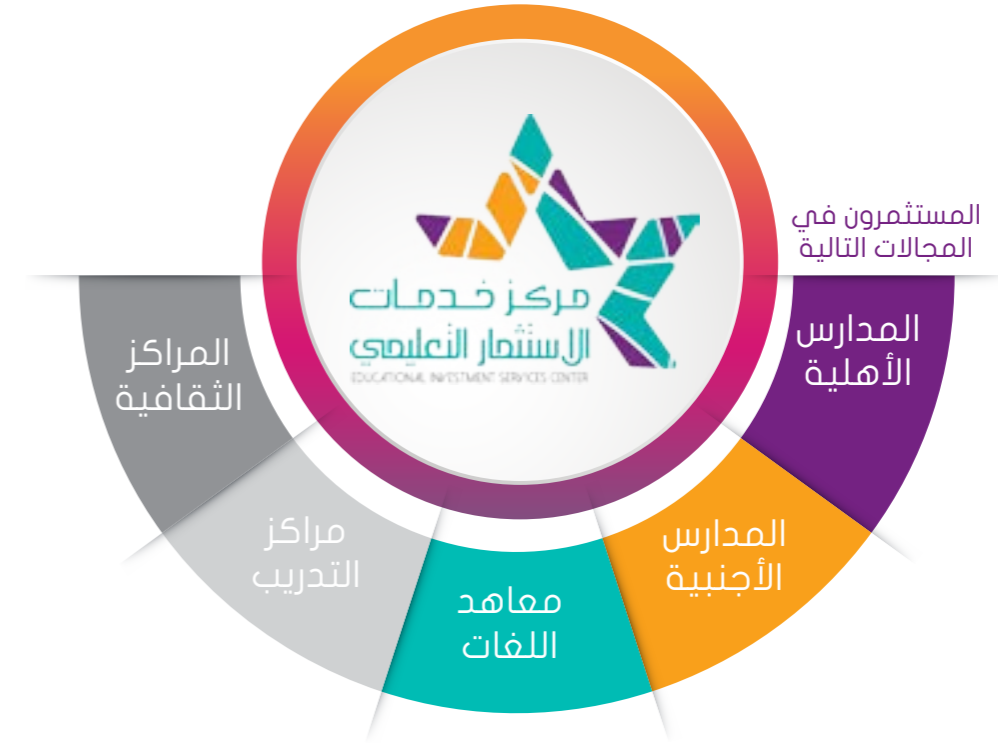 مركز خدمات
الاستثمار التعليمي
EDUCATIONAL INVESTMENT SERVICES CENTER
المستثمرون في
المجالات التالية
المدارس
الأهلية
المدارس
الأجنبية
معاهد
اللغات
مراكز
التدريب
المراكز
الثقافية